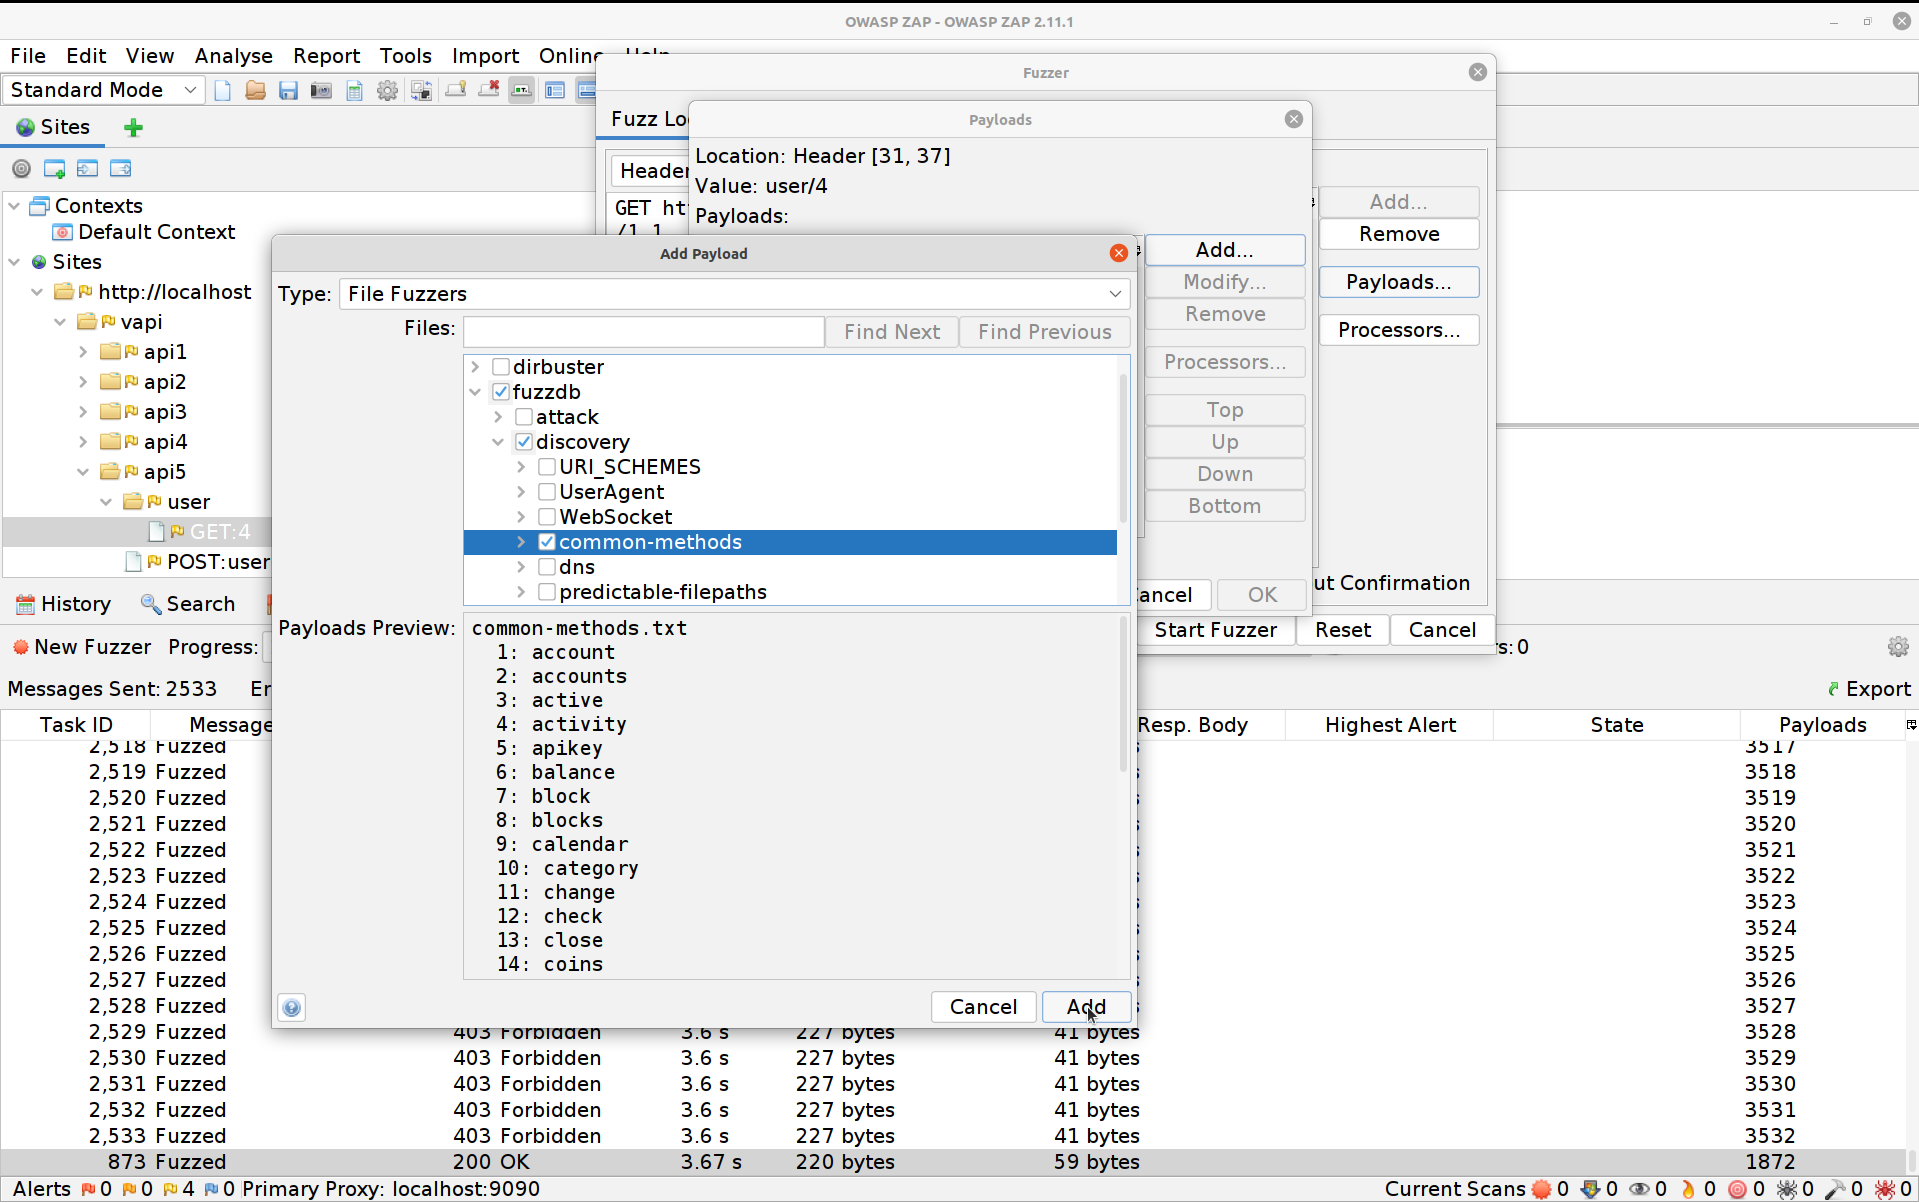 OWASP ZAP - OWASP ZAP 2.11.1
File Edit View Analyse Report Tools Import Online Help
Standard Mode
Fuzzer
Sites
Fuzz Lo
Payloads
Location: Header [31, 37]
Header
Value: user/4
Contexts
GET ht
Payloads:
Add...
Default Context
/1.1
Remove
Add Payload
Add...
Sites
Modify...
Payloads...
http://localhost
Type: File Fuzzers
Remove
vapi
Files:
Find Next
Find Previous
Processors...
api1
dirbuster
Processors...
api2
fuzzdb
attack
Top
api3
discovery
Up
api4
URI_SCHEMES
Down
api5
UserAgent
Bottom
user
WebSocket
GET:4
common-methods
POST:user
dns
ut Confirmation
predictable-filepaths
ancel
OK
History
Search
Payloads Preview:
common-methods.txt
Start Fuzzer
Reset
Cancel
New Fuzzer
Progress:
s:0
1: account
2: accounts
Messages Sent: 2533
Er
3: active
Export
Task ID
Message
4: activity
Resp. Body
Highest Alert
State
Payloads
2,518 Fuzzed
5: apikey
3517
2,519 Fuzzed
6: balance
3518
2,520 Fuzzed
7: block
3519
2,521 Fuzzed
8: blocks
3520
2,522 Fuzzed
9: calendar
3521
2,523 Fuzzed
10: category
3522
2,524 Fuzzed
11: change
3523
2,525 Fuzzed
12: check
3524
2,526 Fuzzed
13: close
3525
2,527 Fuzzed
14: coins
3526
2,528 Fuzzed
Cancel
Add
3527
2,529 Fuzzed 403 Forbidden 3.6 s 227 bytes 41 bytes 3528
2,530 Fuzzed 403 Forbidden 3.6 s 227 bytes 41 bytes 3529
2,531 Fuzzed 403 Forbidden 3.6 s 227 bytes 41 bytes 3530
2,532 Fuzzed 403 Forbidden 3.6 s 227 bytes 41 bytes 3531
2,533 Fuzzed 403 Forbidden 3.6 s 227 bytes 41 bytes 3532
873 Fuzzed 200 OK 3.67 s 220 bytes 59 bytes 1872
Alerts 0 0 4 0 Primary Proxy: localhost:9090
Current Scans 0 0 0 0 0 0 0 0